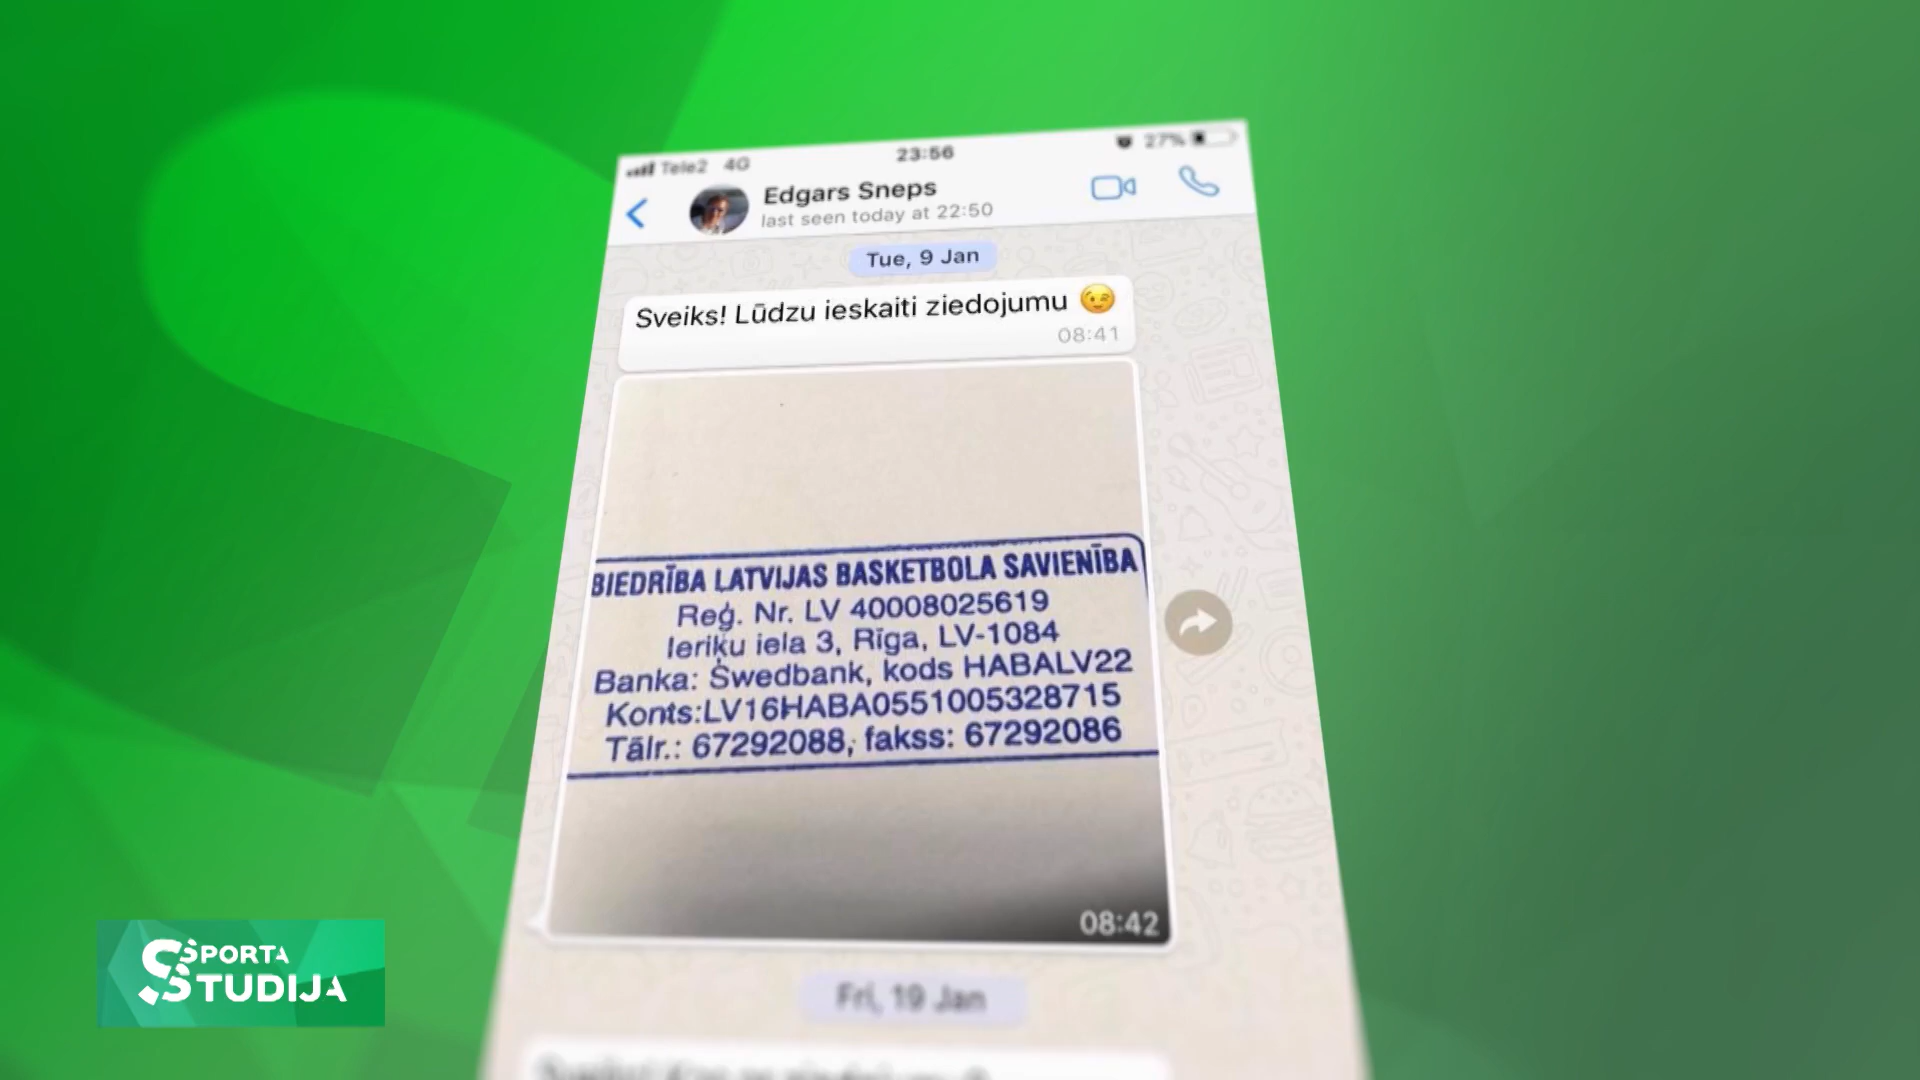 Tele2 4G 23:56 27%
Edgars Sneps
last seen today at 22:50
Tue, 9 Jan
Sveiks! Lūdzu ieskaiti ziedojumu 😉
08:41
BIEDRĪBA LATVIJAS BASKETBOLA SAVIENĪBA
Reģ. Nr. LV 40008025619
Ieriķu iela 3, Rīga, LV-1084
Banka: Swedbank, kods HABALV22
Konts:LV16HABA0551005328715
Tālr.: 67292088, fakss: 67292086
08:42
Fri, 19 Jan
SPORTA
STUDIJA